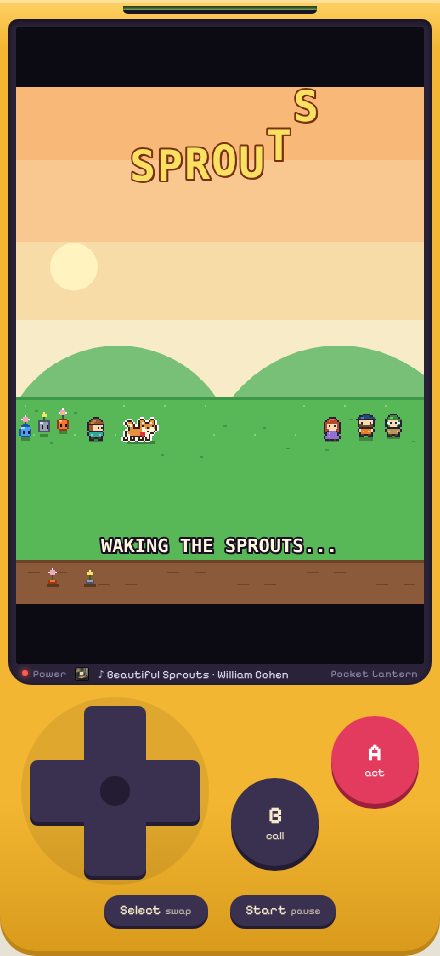 SPROUTS
WAKING THE SPROUTS...
Power
♪ Beautiful Sprouts · William Cohen
Pocket Lantern
A
act
B
call
Select swap
Start pause